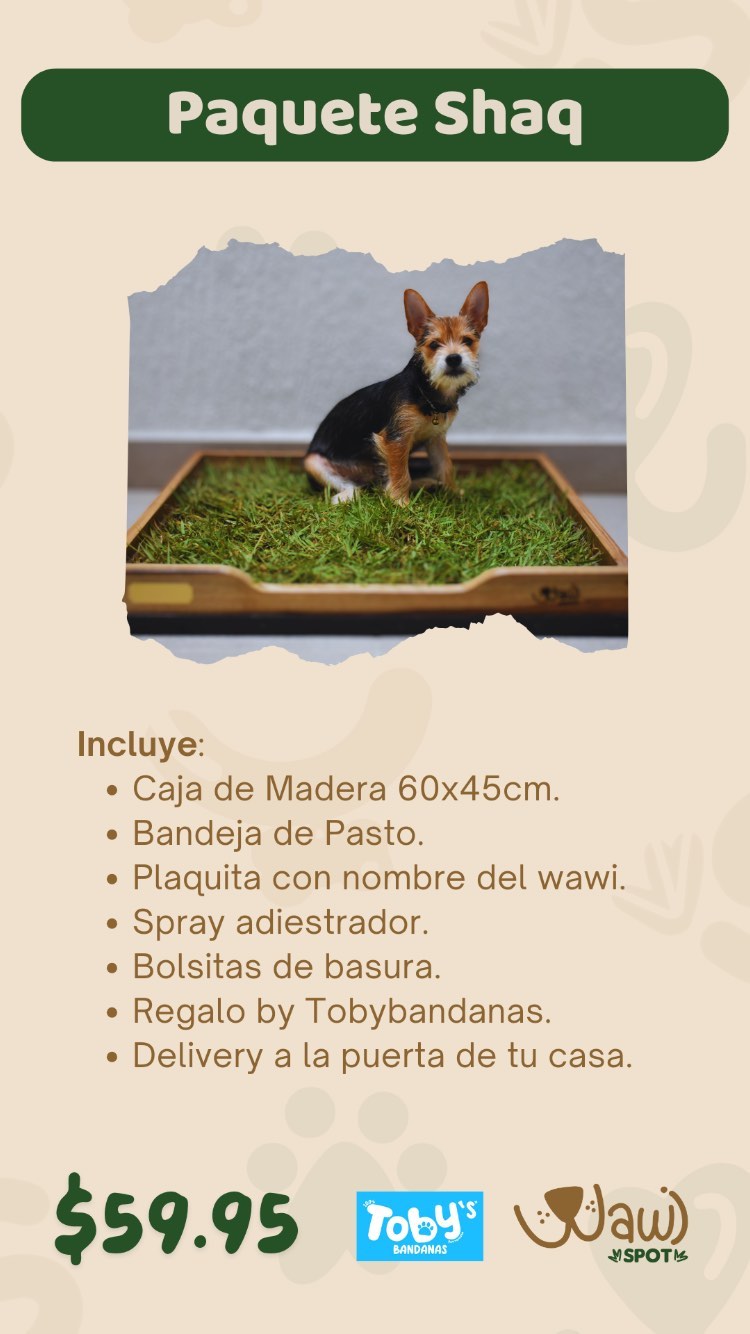 Paquete Shaq
Wawi
Incluye:
• Caja de Madera 60x45cm.
• Bandeja de Pasto.
• Plaquita con nombre del wawi.
• Spray adiestrador.
• Bolsitas de basura.
• Regalo by Tobybandanas.
• Delivery a la puerta de tu casa.
$59.95
Toby's
BANDANAS
Wawi
SPOT